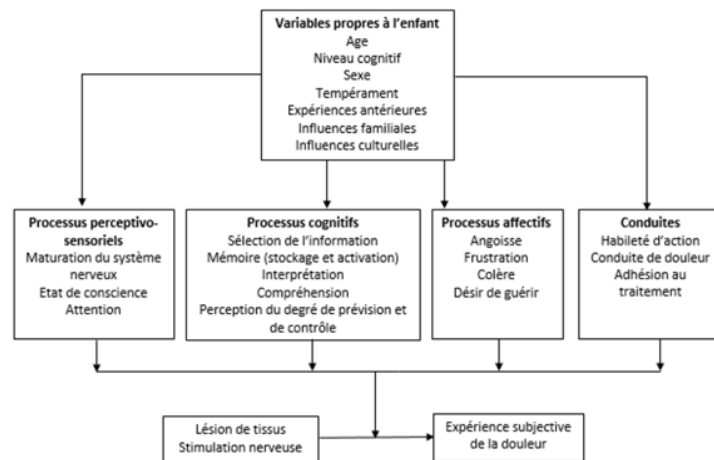 Variables propres à l'enfant
Age
Niveau cognitif
Sexe
Tempérament
Expériences antérieures
Influences familiales
Influences culturelles
Processus perceptivo-
sensoriels
Maturation du système
nerveux
Etat de conscience
Attention
Processus cognitifs
Sélection de l'information
Mémoire (stockage et activation)
Interprétation
Compréhension
Perception du degré de prévision et
de contrôle
Processus affectifs
Angoisse
Frustration
Colère
Désir de guérir
Conduites
Habileté d'action
Conduite de douleur
Adhésion au
traitement
Lésion de tissus
Stimulation nerveuse
Expérience subjective
de la douleur